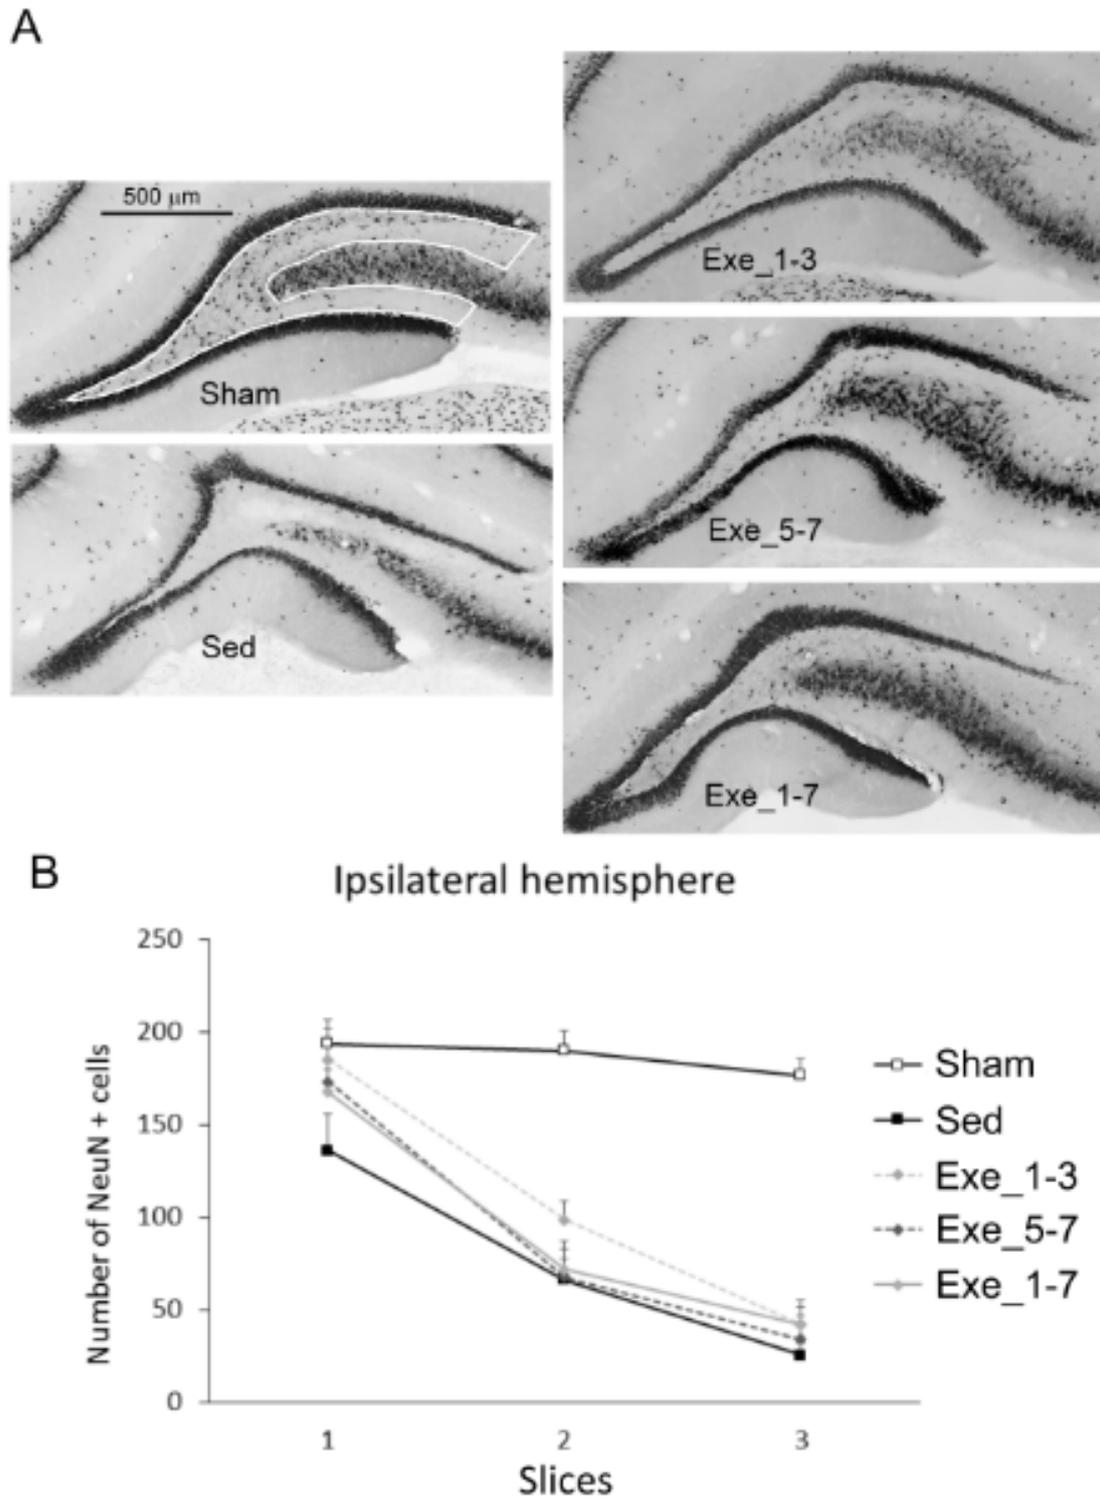 A
500 μm
Sham
Sed
Exe_1-3
Exe_5-7
Exe_1-7
B
Ipsilateral hemisphere
Number of NeuN + cells
250
200
150
100
50
0
1
2
3
Slices
Sham
Sed
Exe_1-3
Exe_5-7
Exe_1-7